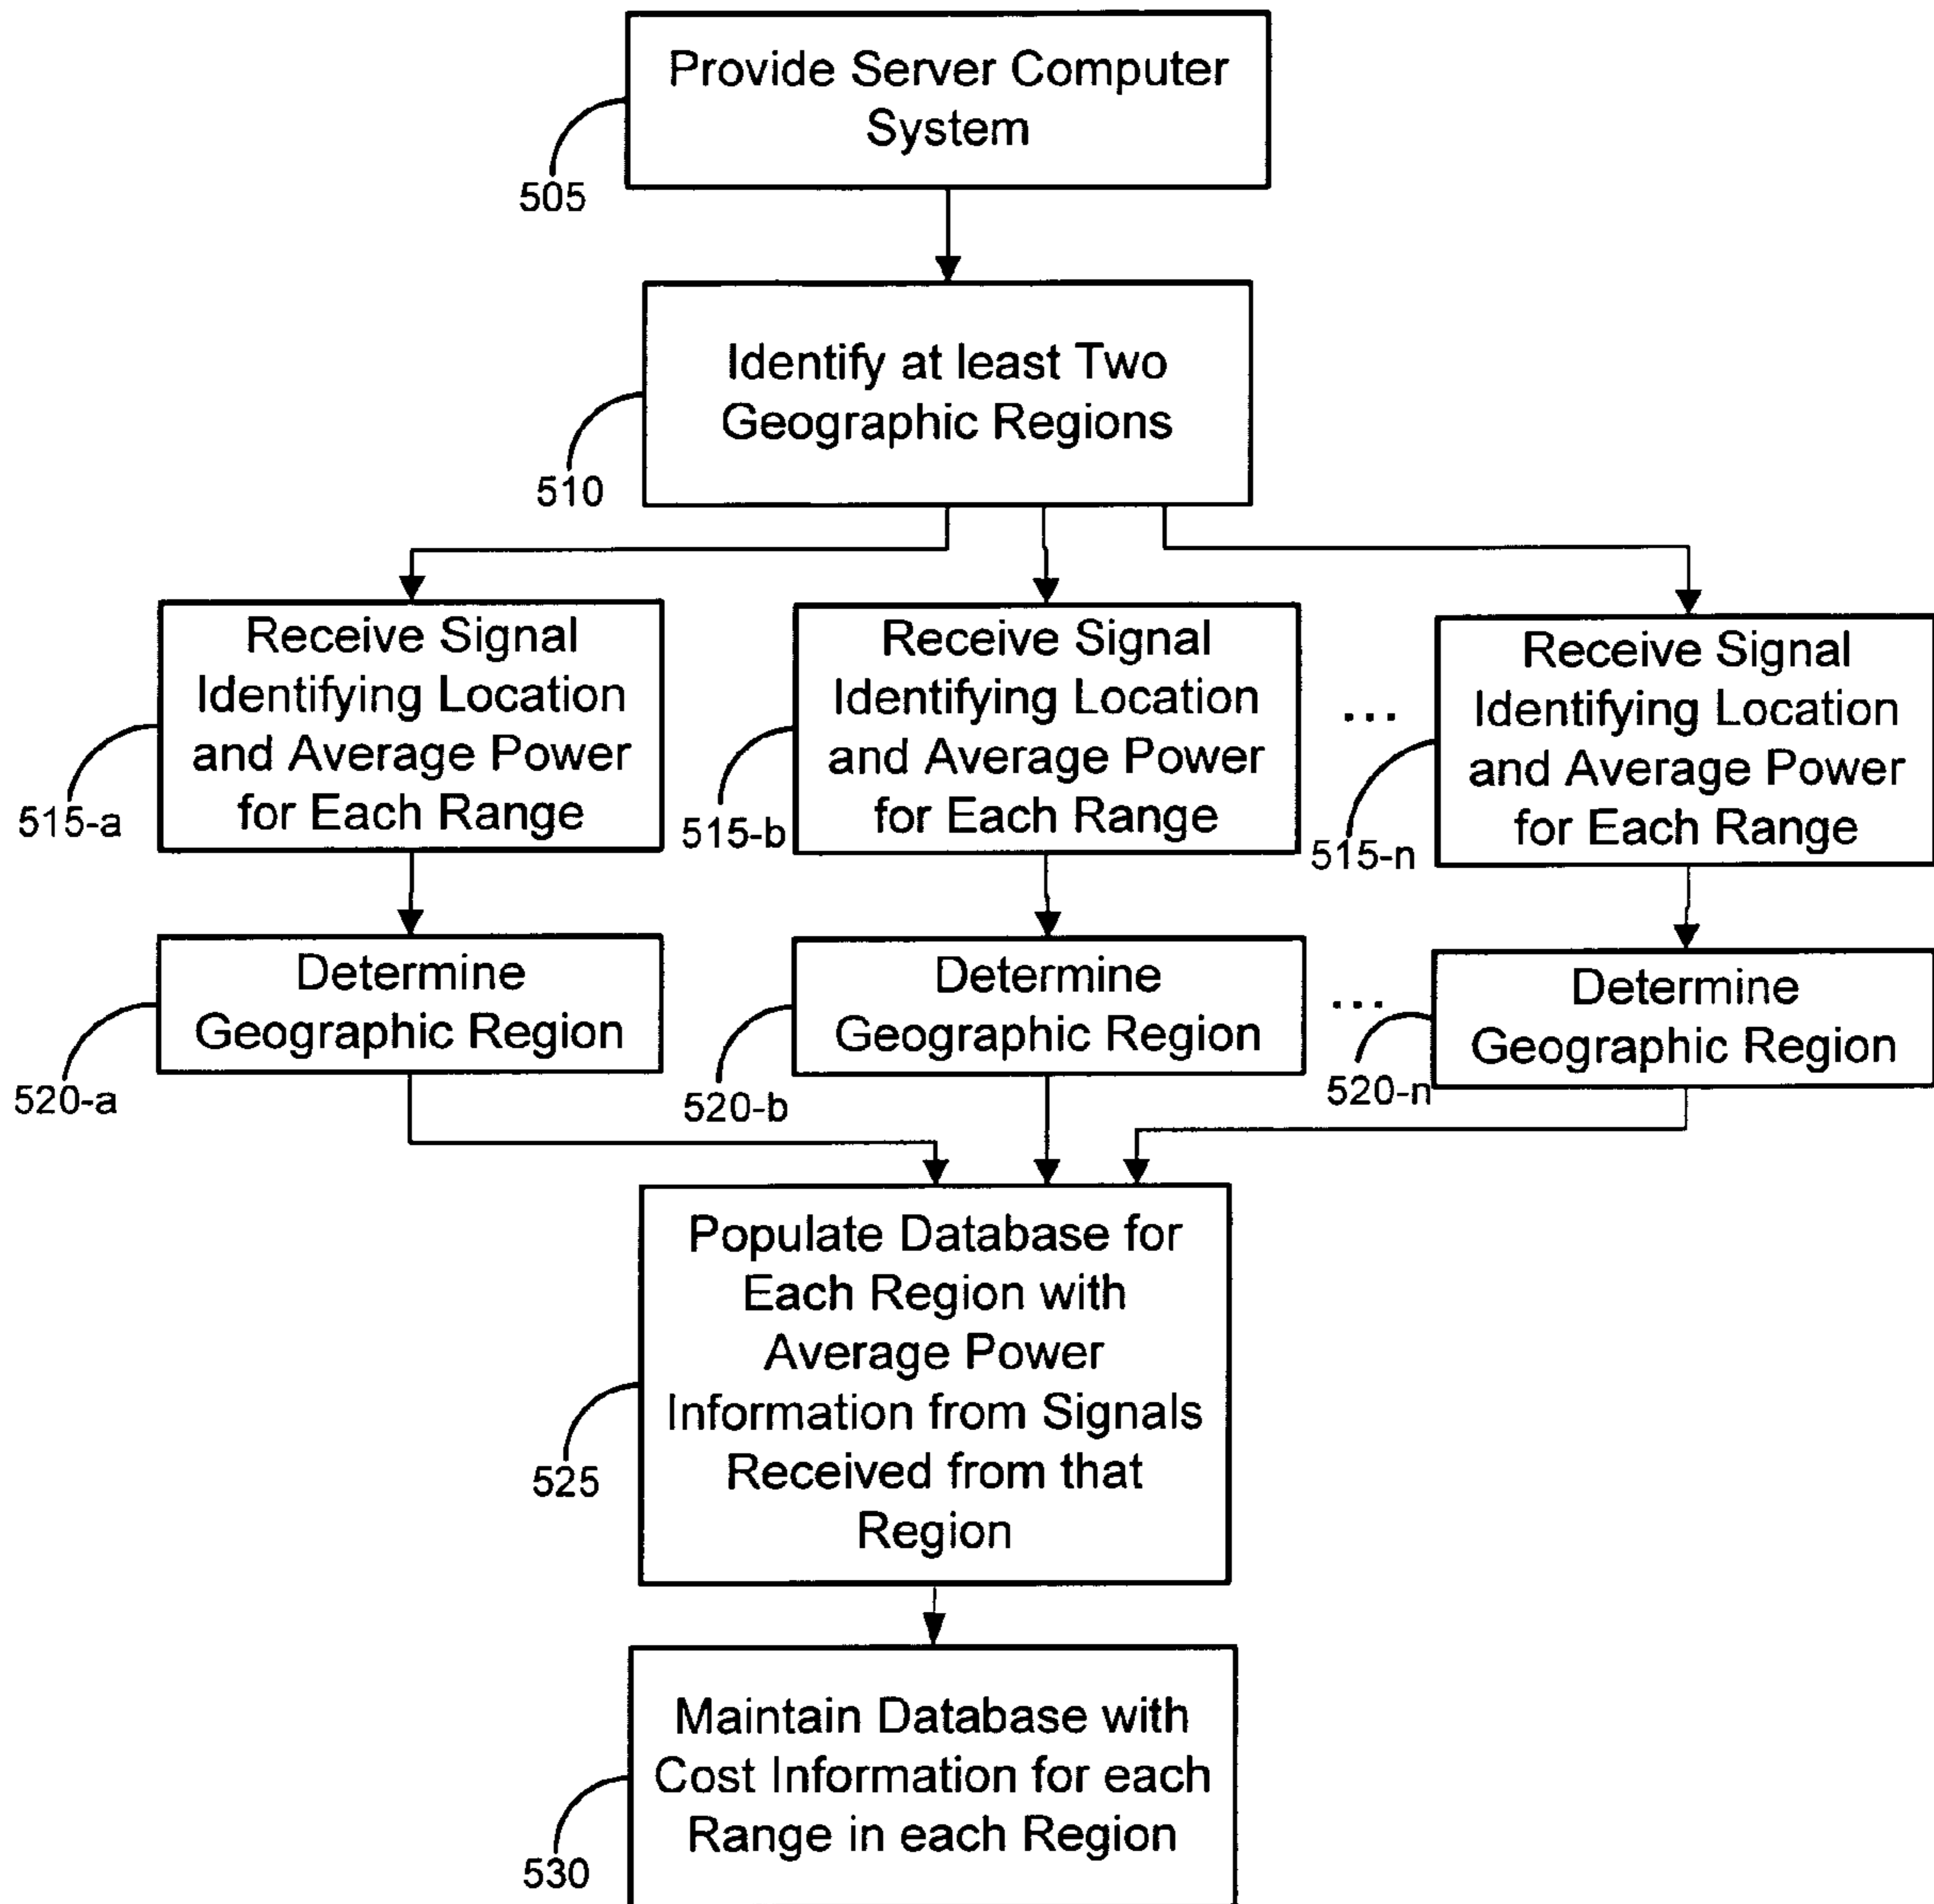 Provide Server Computer
System
505
Identify at least Two
Geographic Regions
510
Receive Signal
Identifying Location
and Average Power
for Each Range
515-a
Receive Signal
Identifying Location
and Average Power
for Each Range
515-b
...
Receive Signal
Identifying Location
and Average Power
for Each Range
515-n
Determine
Geographic Region
520-a
Determine
Geographic Region
520-b
...
Determine
Geographic Region
520-n
Populate Database for
Each Region with
Average Power
Information from Signals
Received from that
Region
525
Maintain Database with
Cost Information for each
Range in each Region
530